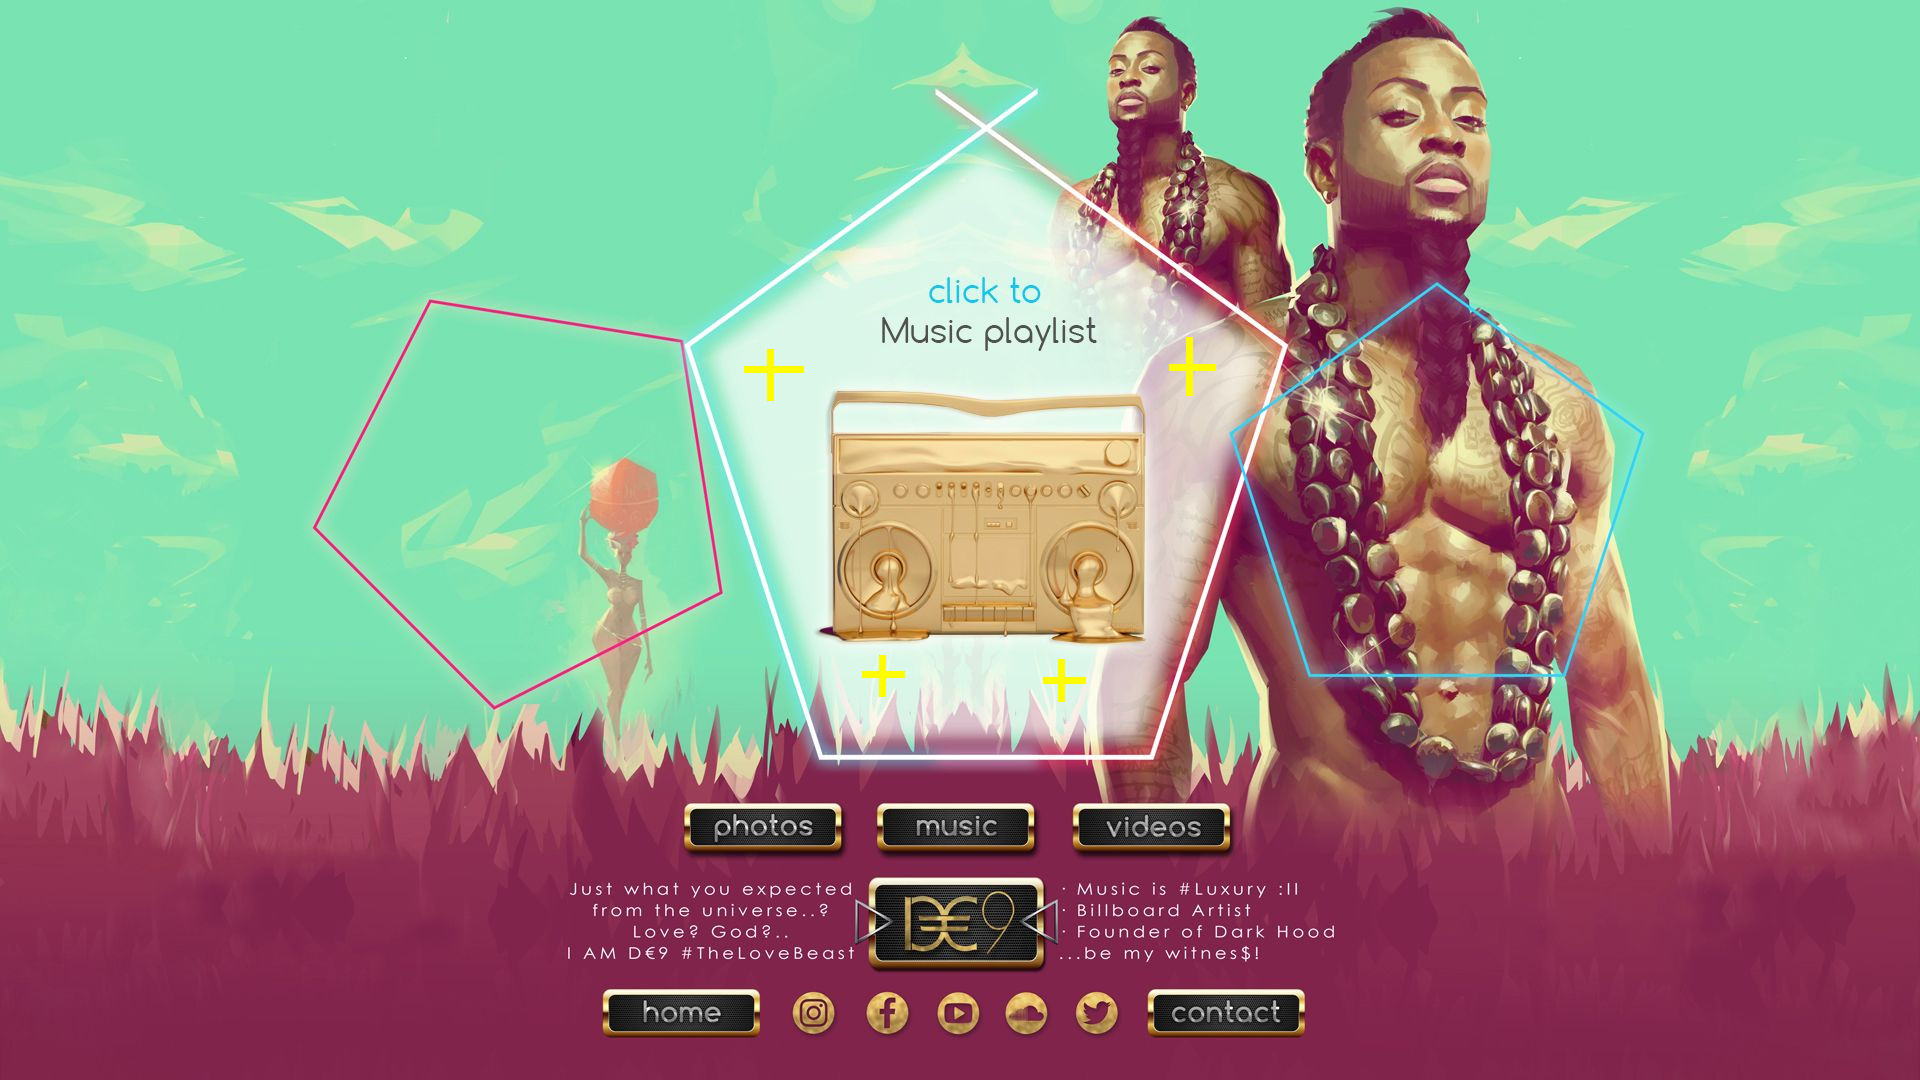 click to
Music playlist
photos
music
videos
Just what you expected
from the universe..?
Love? God?..
I AM D€9 #TheLoveBeast
D€9
· Music is #Luxury :ll
· Billboard Artist
· Founder of Dark Hood
...be my witne$!
home
contact